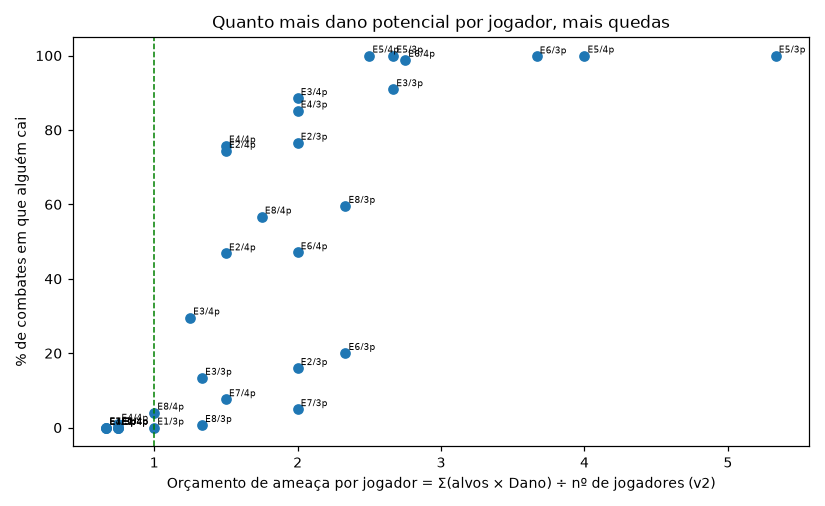 Quanto mais dano potencial por jogador, mais quedas
E5/4p
E5/3p
E8/4p
E6/3p
E5/4p
E5/3p
E3/3p
E3/4p
E4/3p
E4/4p
E2/4p
E2/3p
E8/4p
E8/3p
E2/4p
E6/4p
E3/4p
E6/3p
E3/3p
E2/3p
E7/4p
E7/3p
E8/4p
E8/3p
E1/3p
E4/4p
100
80
60
40
20
0
% de combates em que alguém cai
1
2
3
4
5
Orçamento de ameaça por jogador = Σ(alvos × Dano) ÷ nº de jogadores (v2)